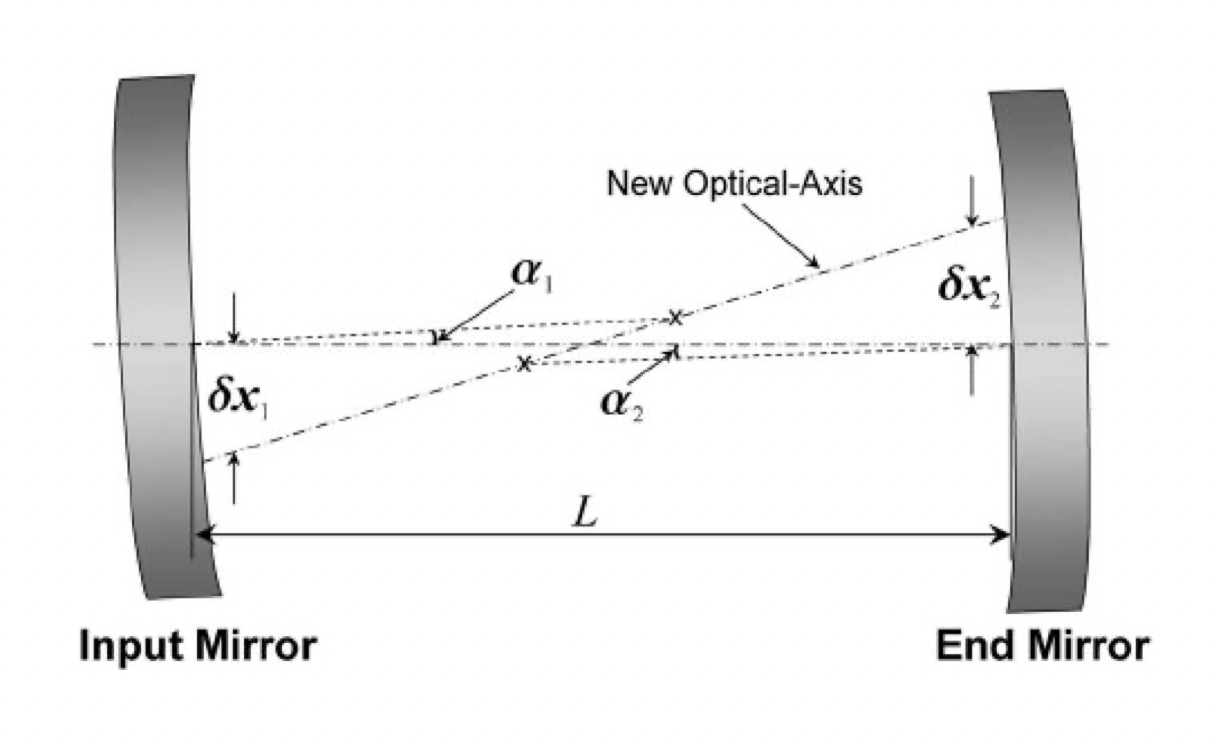 New Optical-Axis
α₁
δx₂
δx₁
α₂
L
Input Mirror
End Mirror